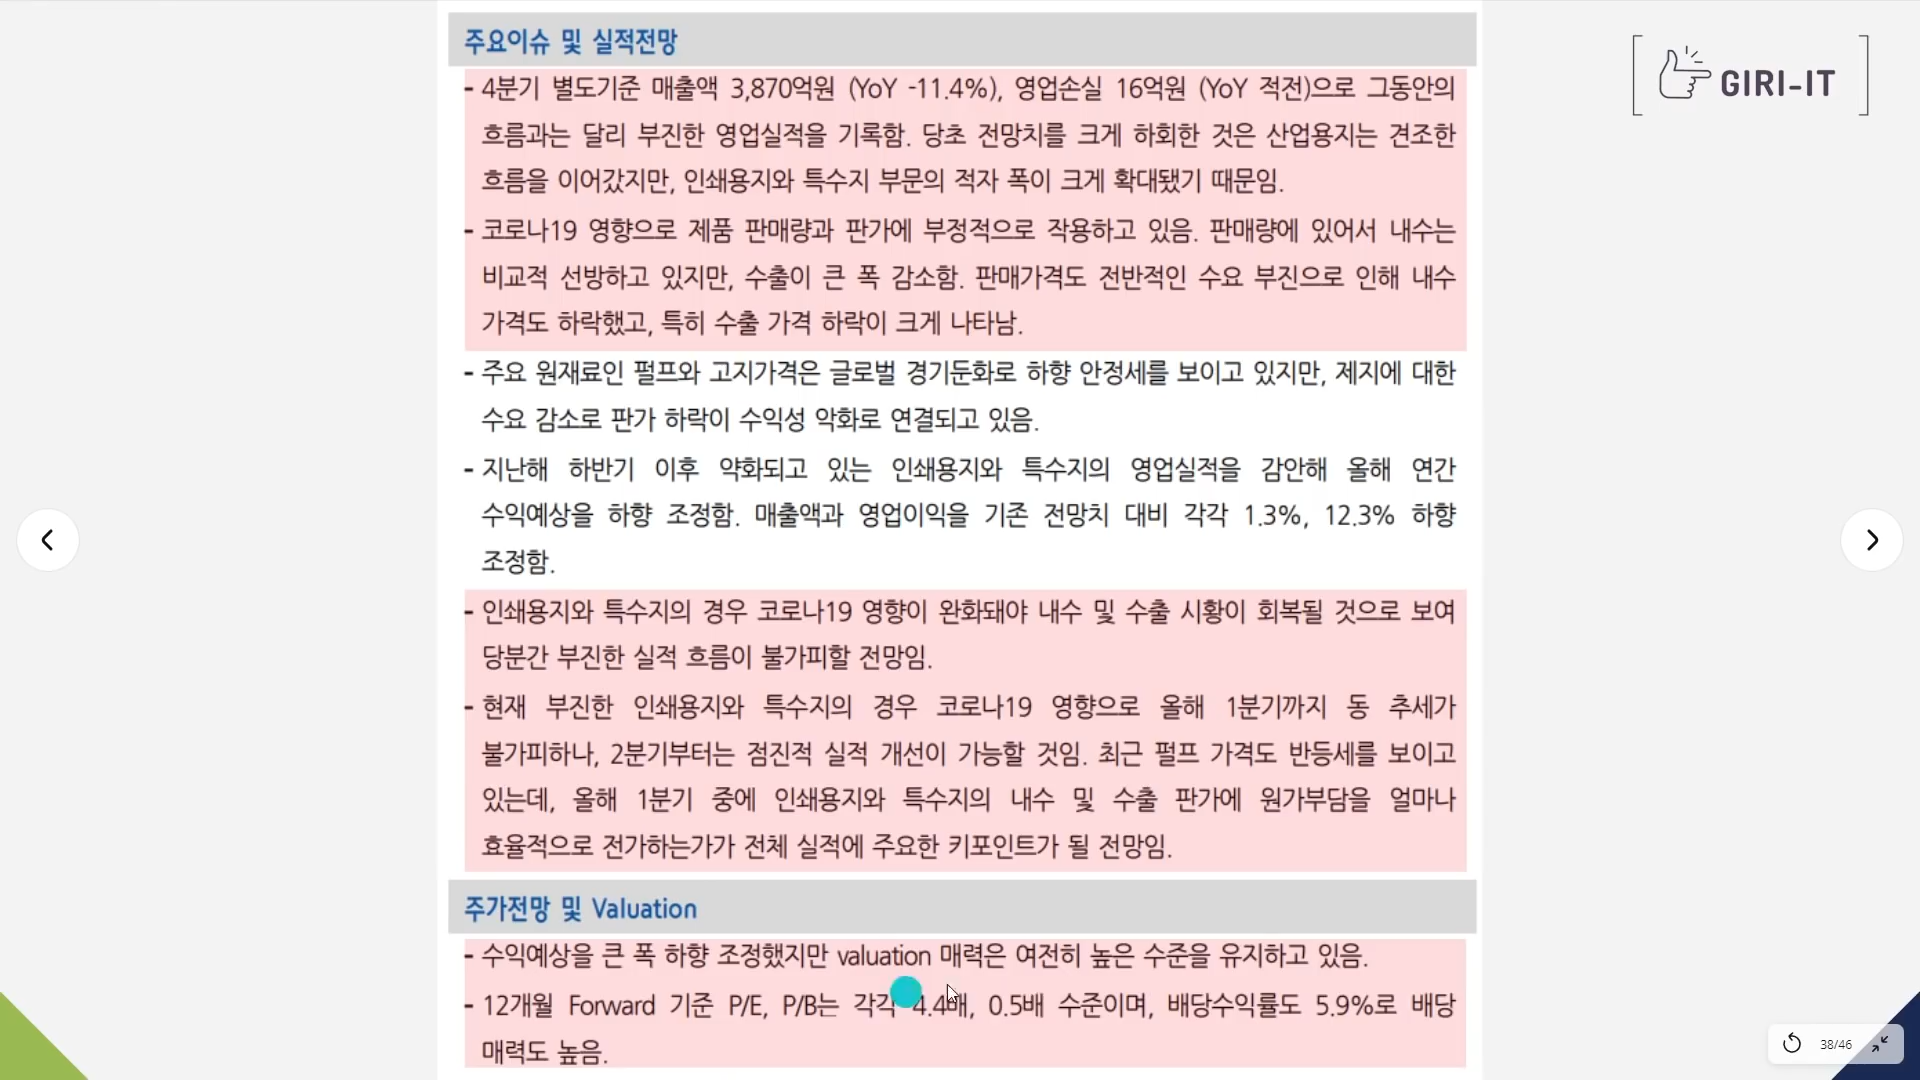 주요이슈 및 실적전망
GIRI-IT
- 4분기 별도기준 매출액 3,870억원 (YoY -11.4%), 영업손실 16억원 (YoY 적전)으로 그동안의
흐름과는 달리 부진한 영업실적을 기록함. 당초 전망치를 크게 하회한 것은 산업용지는 견조한
흐름을 이어갔지만, 인쇄용지와 특수지 부문의 적자 폭이 크게 확대됐기 때문임.
- 코로나19 영향으로 제품 판매량과 판가에 부정적으로 작용하고 있음. 판매량에 있어서 내수는
비교적 선방하고 있지만, 수출이 큰 폭 감소함. 판매가격도 전반적인 수요 부진으로 인해 내수
가격도 하락했고, 특히 수출 가격 하락이 크게 나타남.
- 주요 원재료인 펄프와 고지가격은 글로벌 경기둔화로 하향 안정세를 보이고 있지만, 제지에 대한
수요 감소로 판가 하락이 수익성 악화로 연결되고 있음.
- 지난해 하반기 이후 약화되고 있는 인쇄용지와 특수지의 영업실적을 감안해 올해 연간
수익예상을 하향 조정함. 매출액과 영업이익을 기존 전망치 대비 각각 1.3%, 12.3% 하향
조정함.
- 인쇄용지와 특수지의 경우 코로나19 영향이 완화돼야 내수 및 수출 시황이 회복될 것으로 보여
당분간 부진한 실적 흐름이 불가피할 전망임.
- 현재 부진한 인쇄용지와 특수지의 경우 코로나19 영향으로 올해 1분기까지 동 추세가
불가피하나, 2분기부터는 점진적 실적 개선이 가능할 것임. 최근 펄프 가격도 반등세를 보이고
있는데, 올해 1분기 중에 인쇄용지와 특수지의 내수 및 수출 판가에 원가부담을 얼마나
효율적으로 전가하는가가 전체 실적에 주요한 키포인트가 될 전망임.
주가전망 및 Valuation
- 수익예상을 큰 폭 하향 조정했지만 valuation 매력은 여전히 높은 수준을 유지하고 있음.
- 12개월 Forward 기준 P/E, P/B는 각각 4.4배, 0.5배 수준이며, 배당수익률도 5.9%로 배당
매력도 높음.
38/46